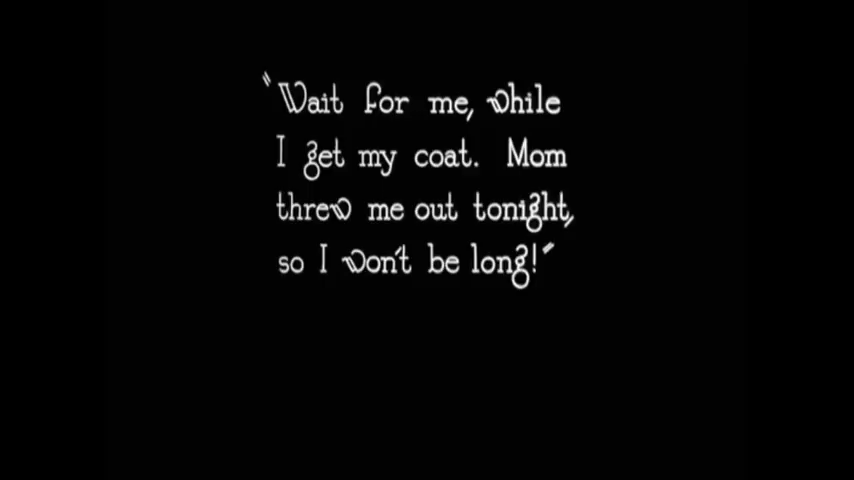 "Wait for me, while
I get my coat. Mom
threw me out tonight,
so I won't be long!"